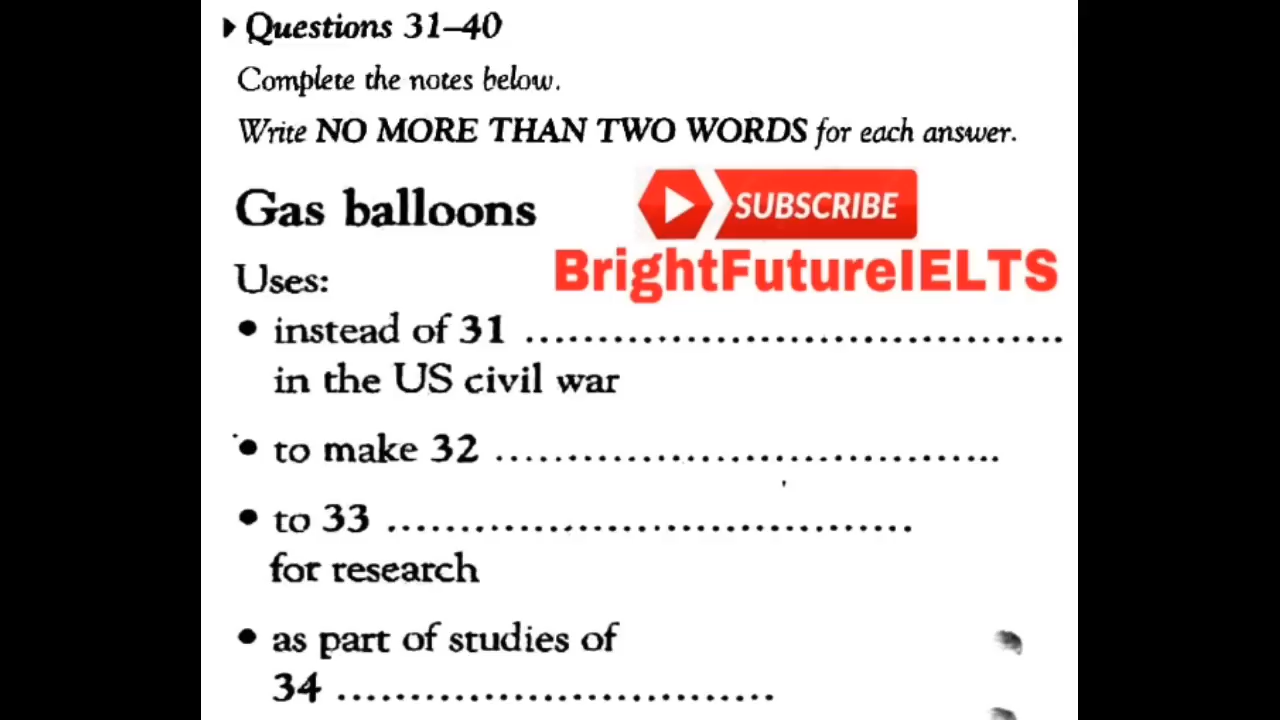 Questions 31–40
Complete the notes below.
Write NO MORE THAN TWO WORDS for each answer.
Gas balloons
SUBSCRIBE
BrightFutureIELTS
Uses:
• instead of 31 ..........................................
in the US civil war
• to make 32 ..........................................
• to 33 ..........................................
for research
• as part of studies of
34 ....................................